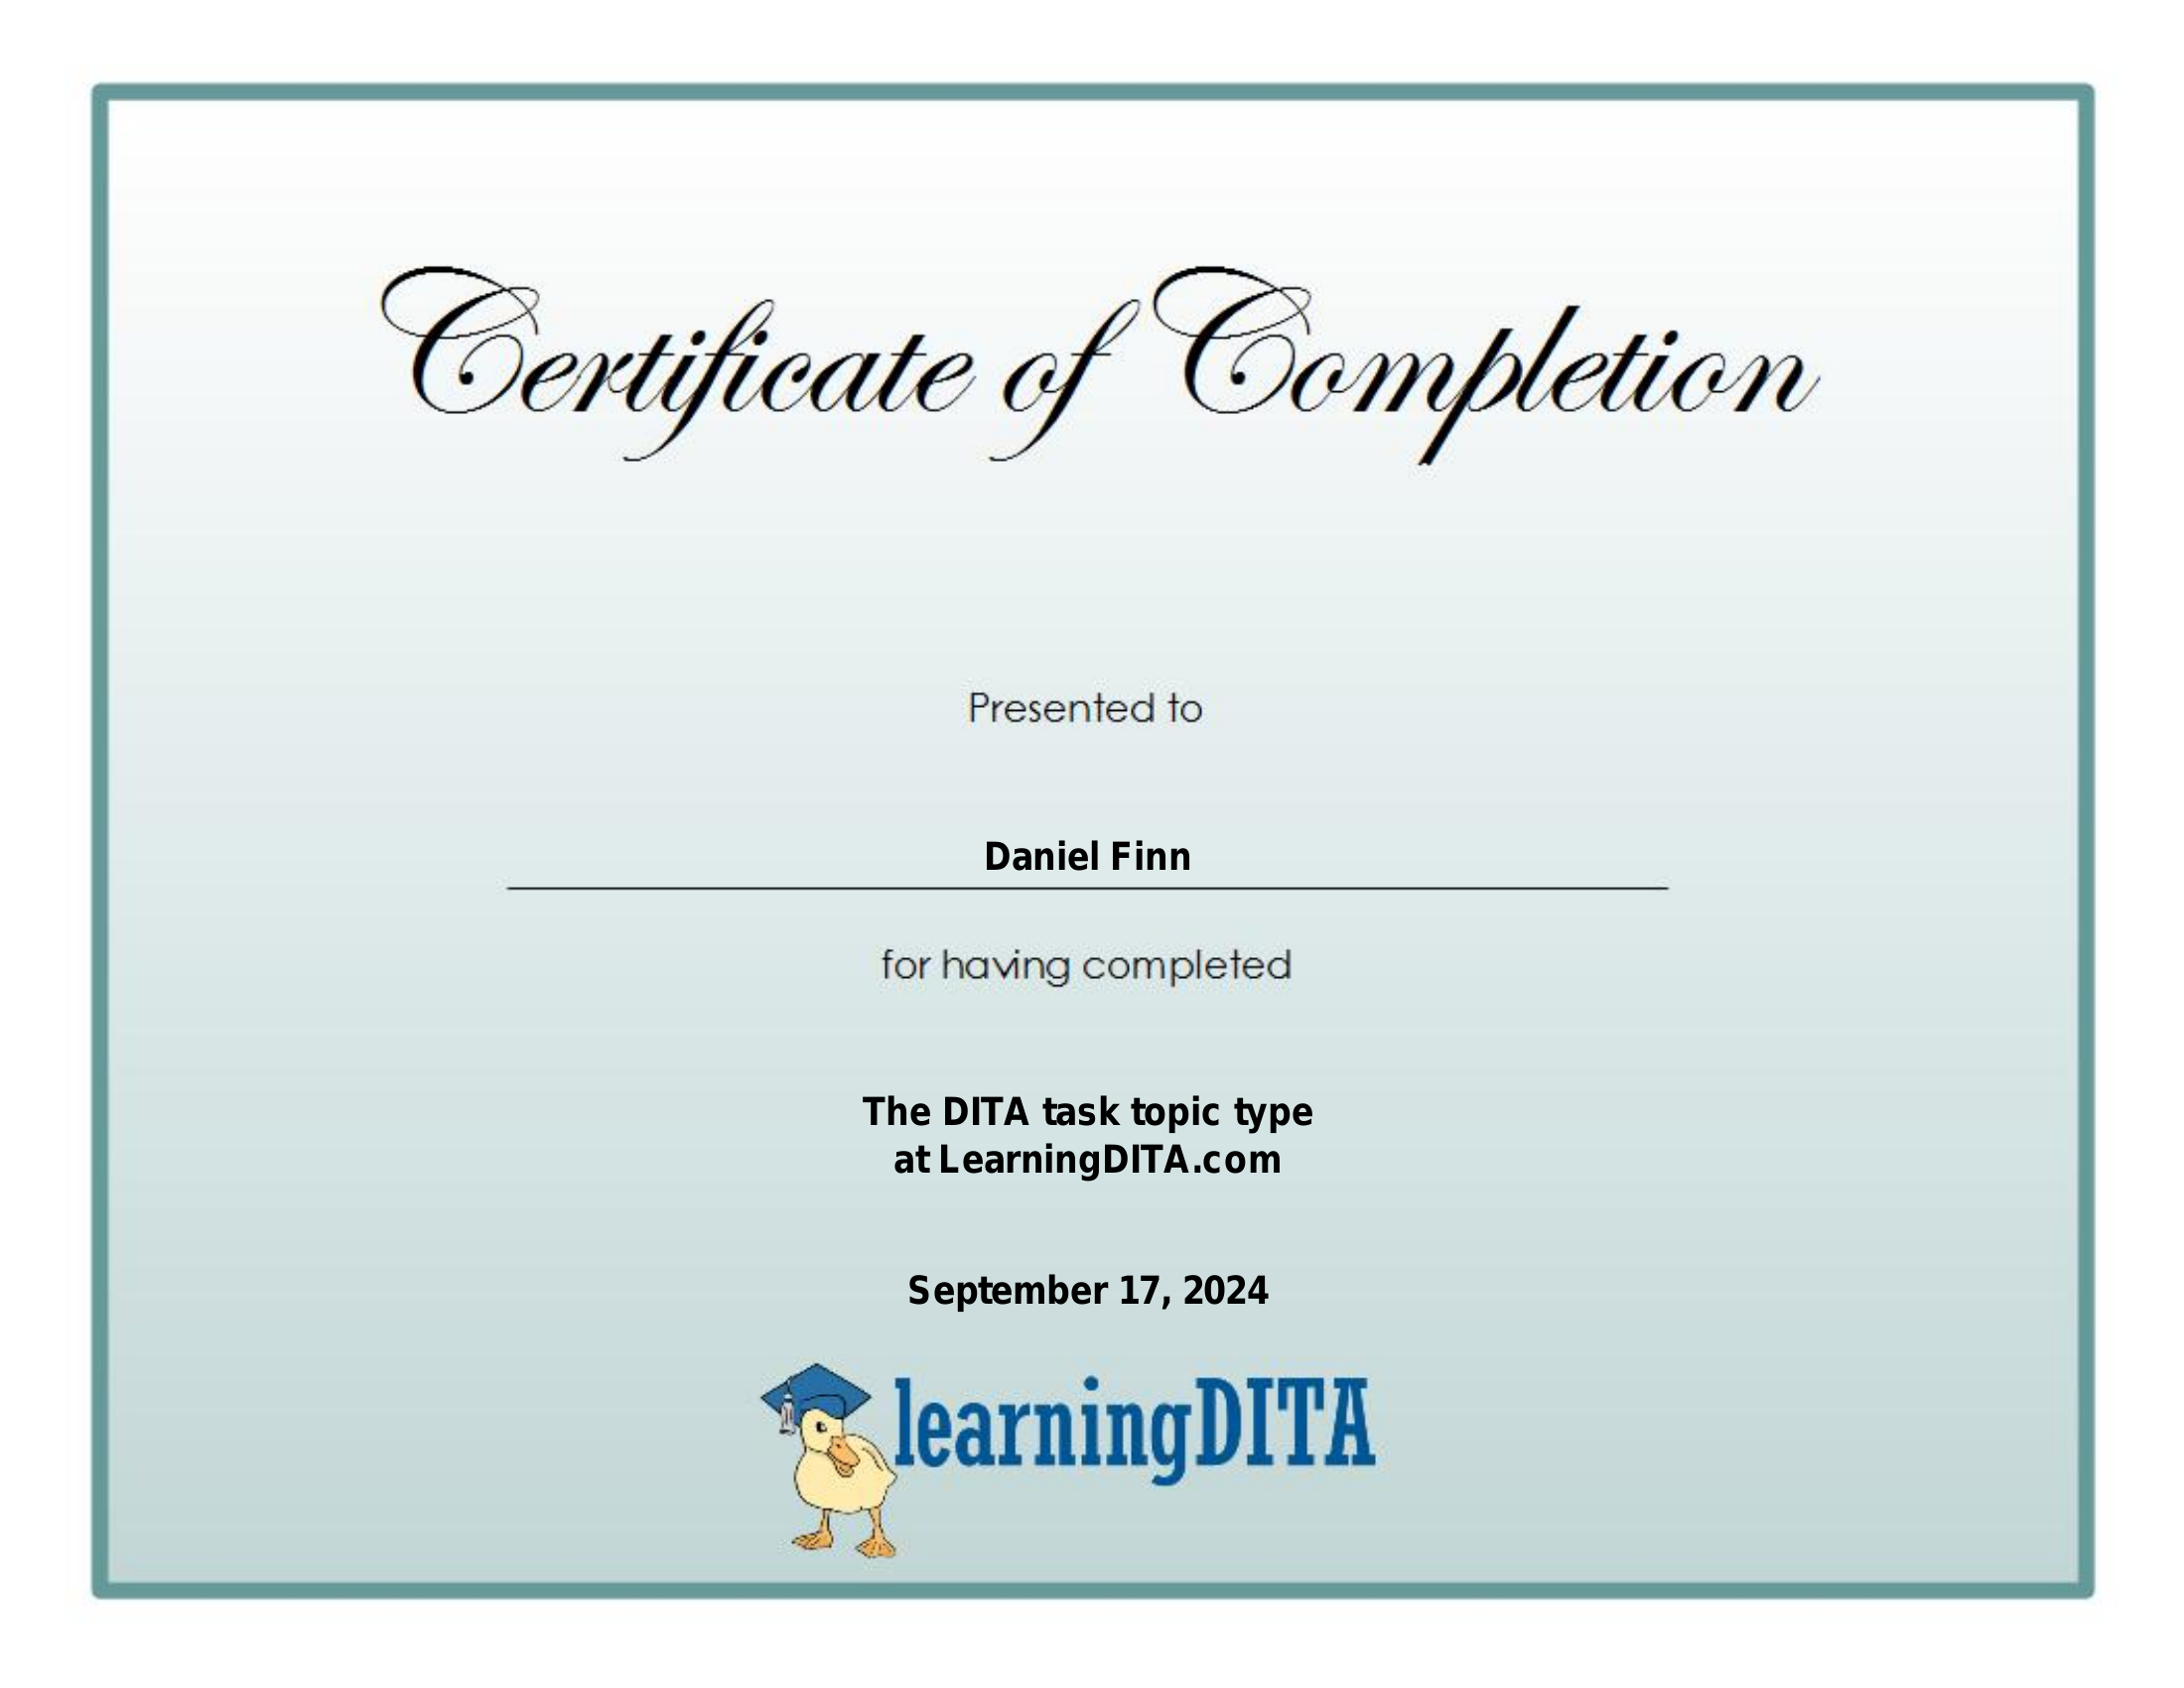 Certificate of Completion
Presented to
Daniel Finn
for having completed
The DITA task topic type
at LearningDITA.com
September 17, 2024
learningDITA